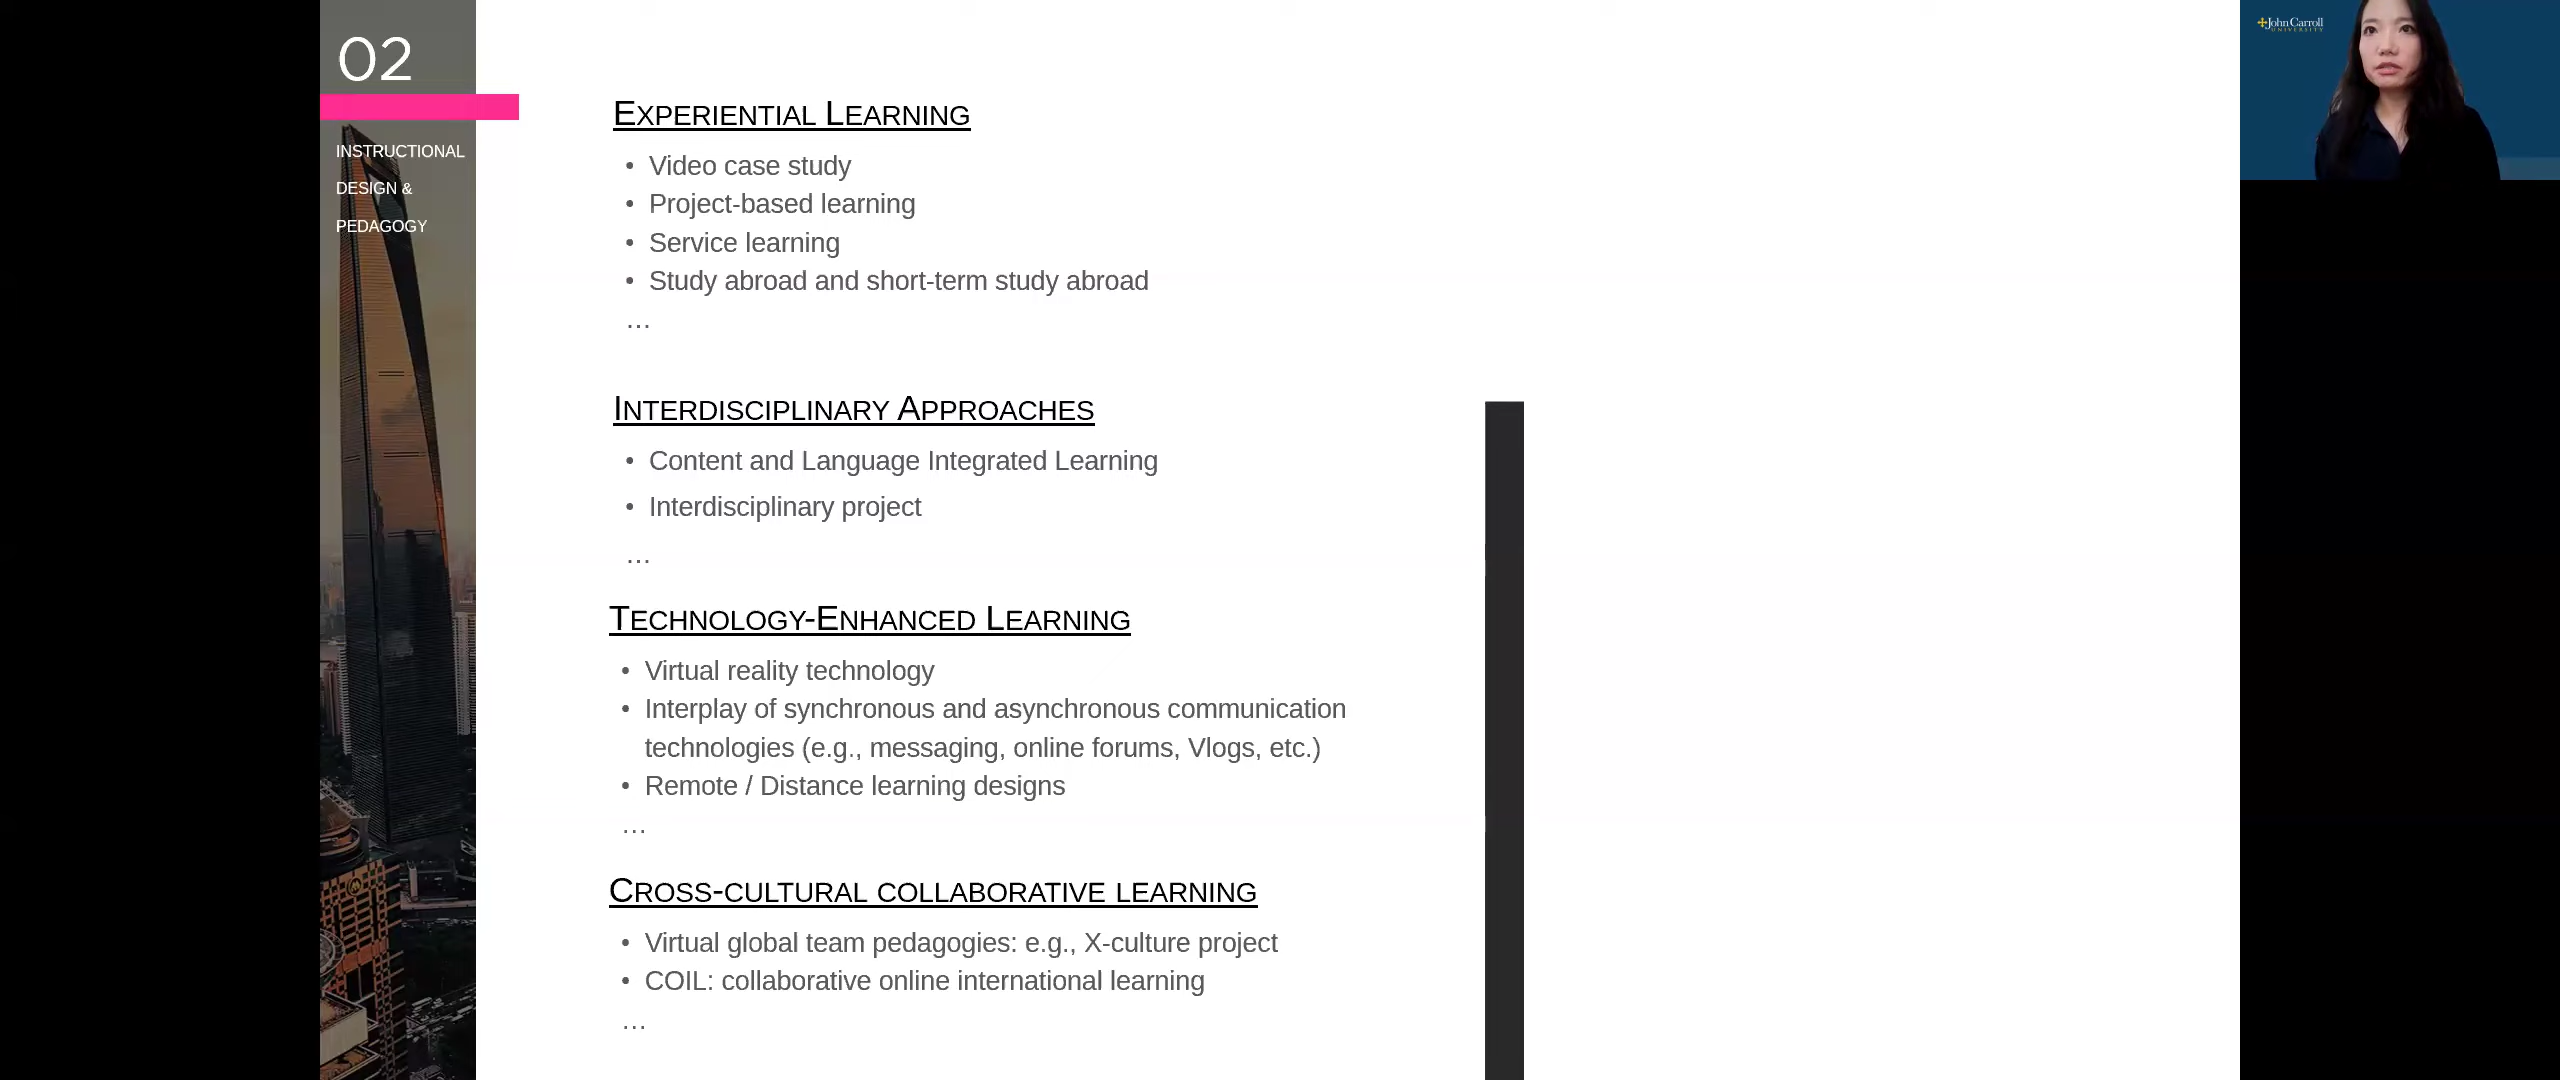 02
INSTRUCTIONAL
DESIGN &
PEDAGOGY
EXPERIENTIAL LEARNING
• Video case study
• Project-based learning
• Service learning
• Study abroad and short-term study abroad
...
INTERDISCIPLINARY APPROACHES
• Content and Language Integrated Learning
• Interdisciplinary project
...
TECHNOLOGY-ENHANCED LEARNING
• Virtual reality technology
• Interplay of synchronous and asynchronous communication
technologies (e.g., messaging, online forums, Vlogs, etc.)
• Remote / Distance learning designs
...
CROSS-CULTURAL COLLABORATIVE LEARNING
• Virtual global team pedagogies: e.g., X-culture project
• COIL: collaborative online international learning
...
John Carroll
UNIVERSITY